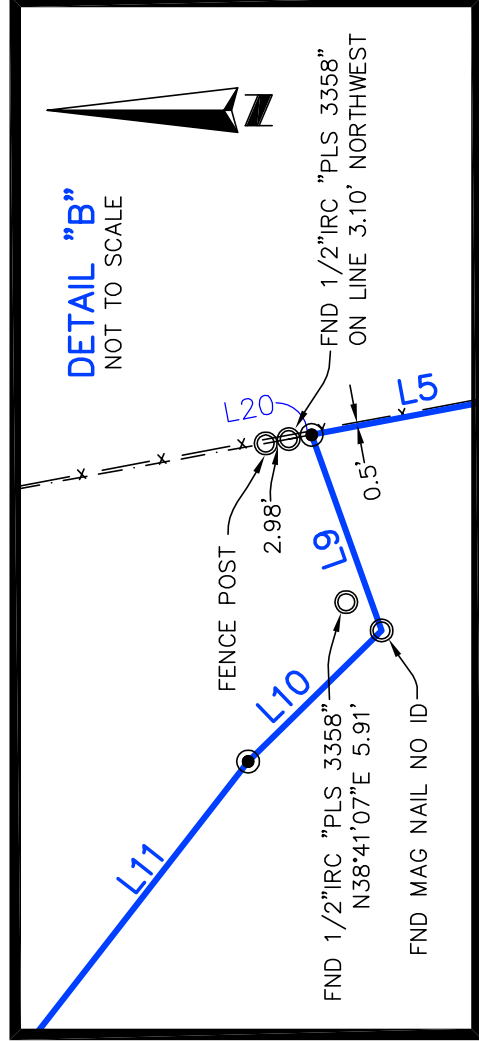 DETAIL "B"
NOT TO SCALE
N
FENCE POST
L20
2.98'
FND 1/2"IRC "PLS 3358"
ON LINE 3.10' NORTHWEST
L11
L10
L9
L5
0.5'
FND 1/2"IRC "PLS 3358"
N38°41'07"E 5.91'
FND MAG NAIL NO ID
x
x
x
x
x